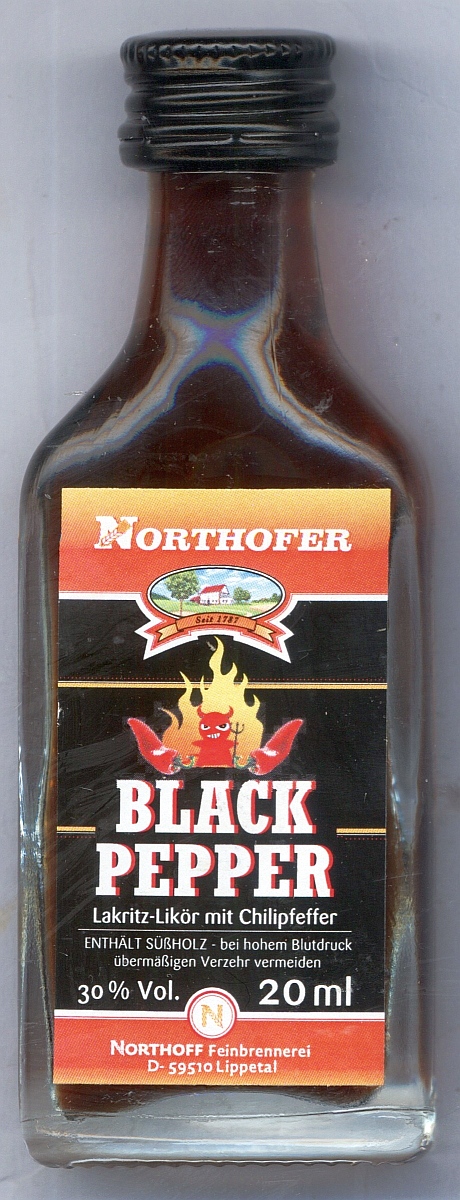 NORTHOFER
Seit 1787
BLACK
PEPPER
Lakritz-Likör mit Chilipfeffer
ENTHÄLT SÜßHOLZ - bei hohem Blutdruck
übermäßigen Verzehr vermeiden
30 % Vol. 20 ml
N
NORTHOFF Feinbrennerei
D- 59510 Lippetal